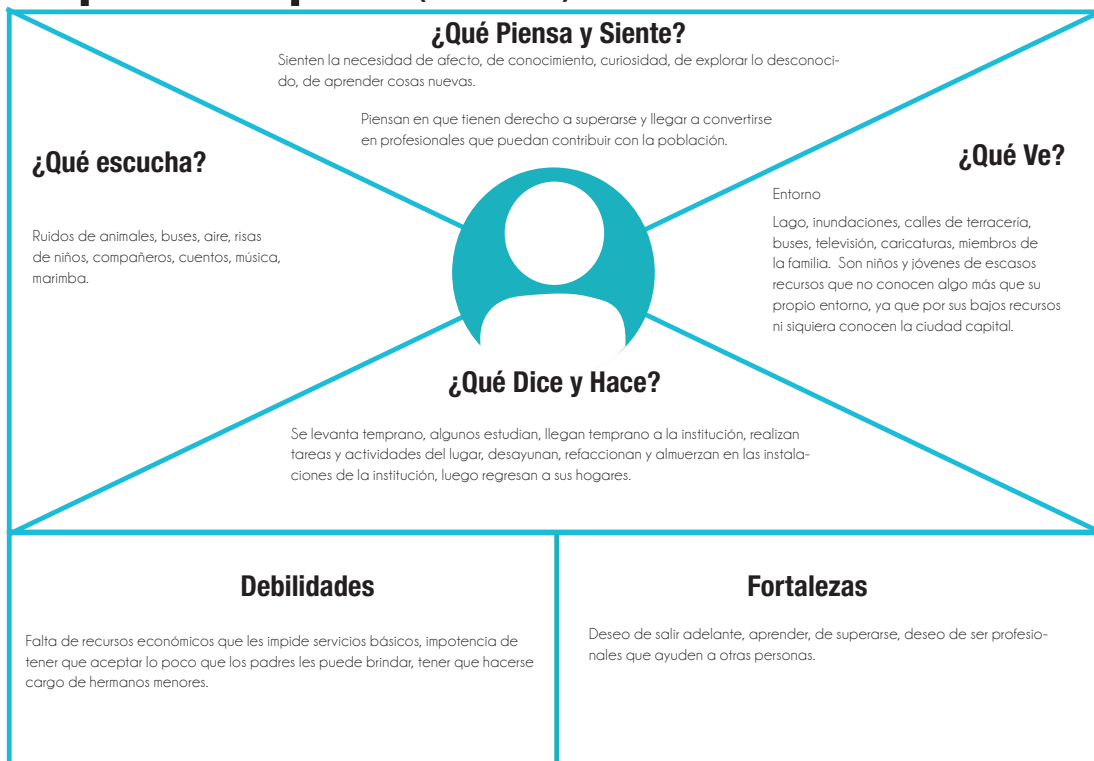 ¿Qué Piensa y Siente?
Sienten la necesidad de afecto, de conocimiento, curiosidad, de explorar lo desconoci-
do, de aprender cosas nuevas.
Piensan en que tienen derecho a superarse y llegar a convertirse
en profesionales que puedan contribuir con la población.
¿Qué escucha?
Ruidos de animales, buses, aire, risas
de niños, compañeros, cuentos, música,
marimba.
¿Qué Ve?
Entorno
Lago, inundaciones, calles de terracería,
buses, televisión, caricaturas, miembros de
la familia. Son niños y jóvenes de escasos
recursos que no conocen algo más que su
propio entorno, ya que por sus bajos recursos
ni siquiera conocen la ciudad capital.
¿Qué Dice y Hace?
Se levanta temprano, algunos estudian, llegan temprano a la institución, realizan
tareas y actividades del lugar, desayunan, refaccionan y almuerzan en las instala-
ciones de la institución, luego regresan a sus hogares.
Debilidades
Falta de recursos económicos que les impide servicios básicos, impotencia de
tener que aceptar lo poco que los padres les puede brindar, tener que hacerse
cargo de hermanos menores.
Fortalezas
Deseo de salir adelante, aprender, de superarse, deseo de ser profesio-
nales que ayuden a otras personas.